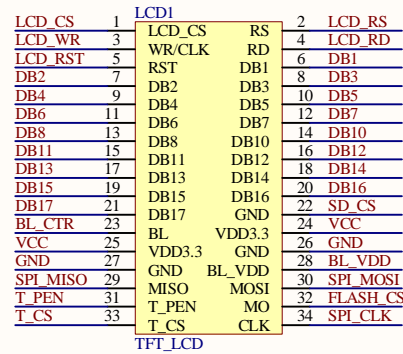 LCD1
LCD_CS 1 LCD_CS RS 2 LCD_RS
LCD_WR 3 WR/CLK RD 4 LCD_RD
LCD_RST 5 RST DB1 6 DB1
DB2 7 DB2 DB3 8 DB3
DB4 9 DB4 DB5 10 DB5
DB6 11 DB6 DB7 12 DB7
DB8 13 DB8 DB10 14 DB10
DB11 15 DB11 DB12 16 DB12
DB13 17 DB13 DB14 18 DB14
DB15 19 DB15 DB16 20 DB16
DB17 21 DB17 GND 22 SD_CS
BL_CTR 23 BL VDD3.3 24 VCC
VCC 25 VDD3.3 GND 26 GND
GND 27 GND BL_VDD 28 BL_VDD
SPI_MISO 29 MISO MOSI 30 SPI_MOSI
T_PEN 31 T_PEN MO 32 FLASH_CS
T_CS 33 T_CS CLK 34 SPI_CLK
TFT_LCD